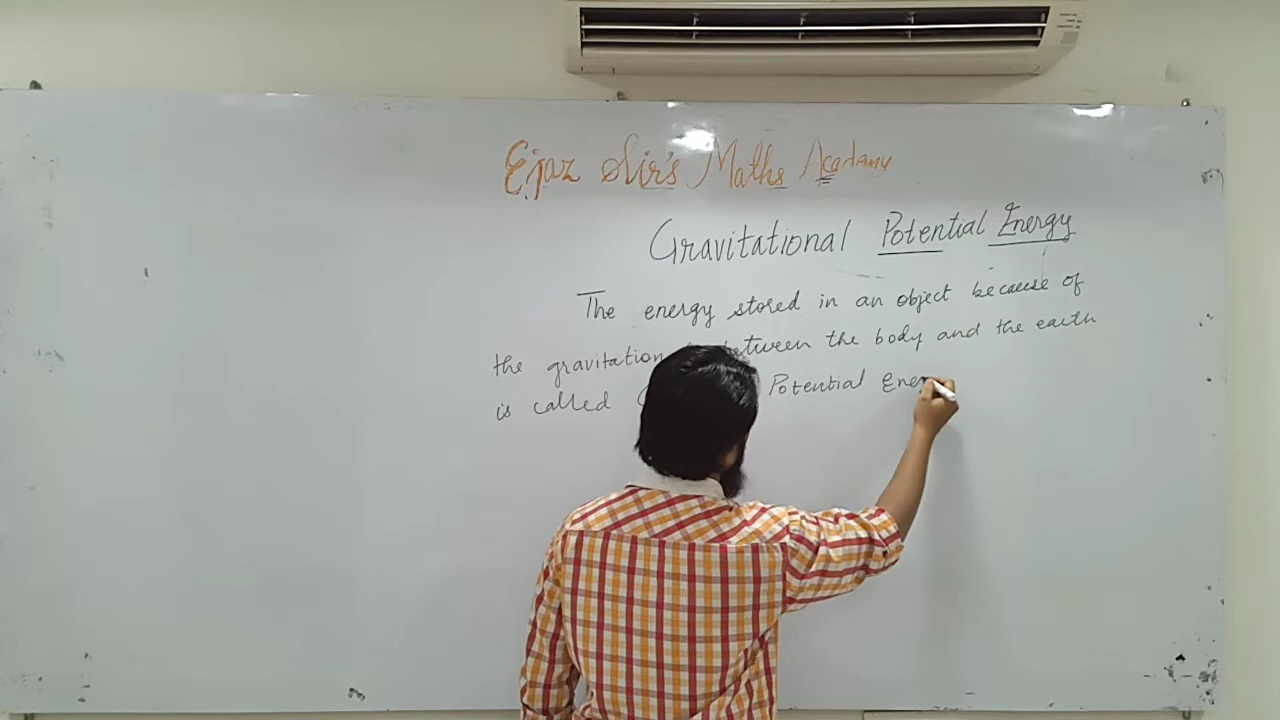 Ejaz Sir's Maths Academy
Gravitational Potential Energy
The energy stored in an object because of
the gravitation between the body and the earth
is called Potential Ene